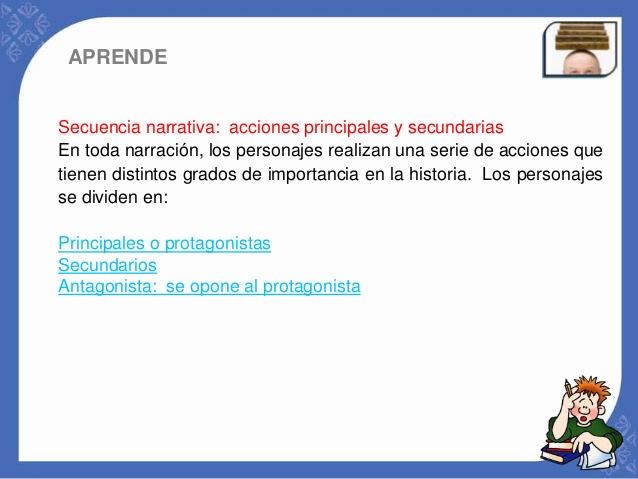 APRENDE
Secuencia narrativa: acciones principales y secundarias
En toda narración, los personajes realizan una serie de acciones que
tienen distintos grados de importancia en la historia. Los personajes
se dividen en:
Principales o protagonistas
Secundarios
Antagonista: se opone al protagonista